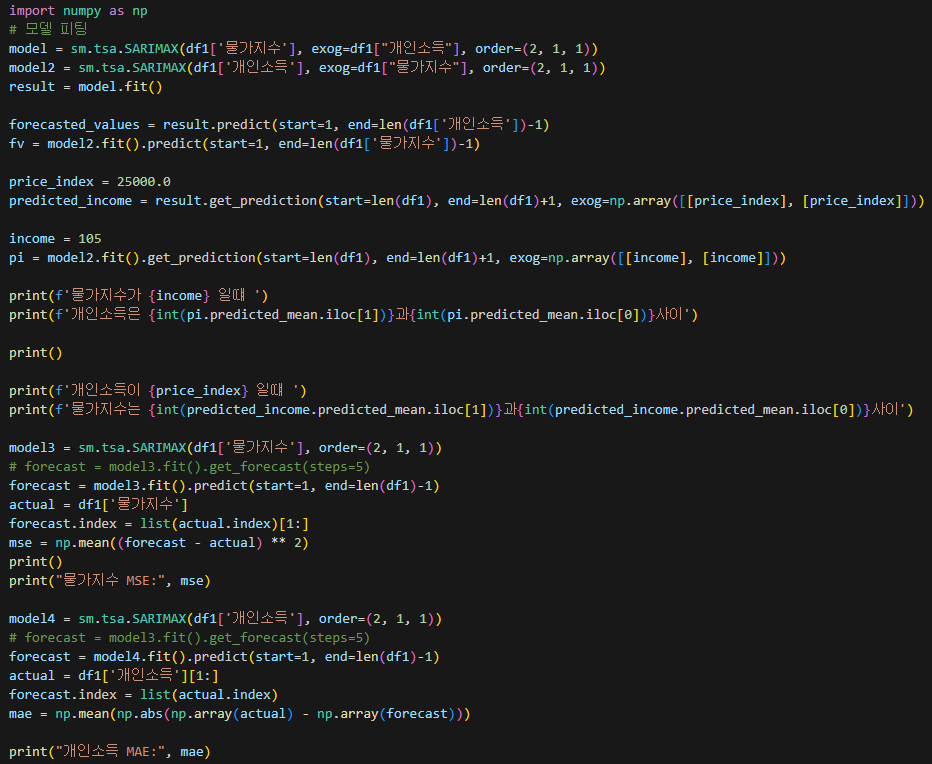 import numpy as np
# 모델 피팅
model = sm.tsa.SARIMAX(df1['물가지수'], exog=df1["개인소득"], order=(2, 1, 1))
model2 = sm.tsa.SARIMAX(df1['개인소득'], exog=df1["물가지수"], order=(2, 1, 1))
result = model.fit()
forecasted_values = result.predict(start=1, end=len(df1['개인소득'])-1)
fv = model2.fit().predict(start=1, end=len(df1['물가지수'])-1)
price_index = 25000.0
predicted_income = result.get_prediction(start=len(df1), end=len(df1)+1, exog=np.array([[price_index], [price_index]]))
income = 105
pi = model2.fit().get_prediction(start=len(df1), end=len(df1)+1, exog=np.array([[income], [income]]))
print(f'물가지수가 {income} 일떄 ')
print(f'개인소득은 {int(pi.predicted_mean.iloc[1])}과{int(pi.predicted_mean.iloc[0])}사이')
print()
print(f'개인소득이 {price_index} 일떄 ')
print(f'물가지수는 {int(predicted_income.predicted_mean.iloc[1])}과{int(predicted_income.predicted_mean.iloc[0])}사이')
model3 = sm.tsa.SARIMAX(df1['물가지수'], order=(2, 1, 1))
# forecast = model3.fit().get_forecast(steps=5)
forecast = model3.fit().predict(start=1, end=len(df1)-1)
actual = df1['물가지수']
forecast.index = list(actual.index)[1:]
mse = np.mean((forecast - actual) ** 2)
print()
print("물가지수 MSE:", mse)
model4 = sm.tsa.SARIMAX(df1['개인소득'], order=(2, 1, 1))
# forecast = model3.fit().get_forecast(steps=5)
forecast = model4.fit().predict(start=1, end=len(df1)-1)
actual = df1['개인소득'][1:]
forecast.index = list(actual.index)
mae = np.mean(np.abs(np.array(actual) - np.array(forecast)))
print("개인소득 MAE:", mae)